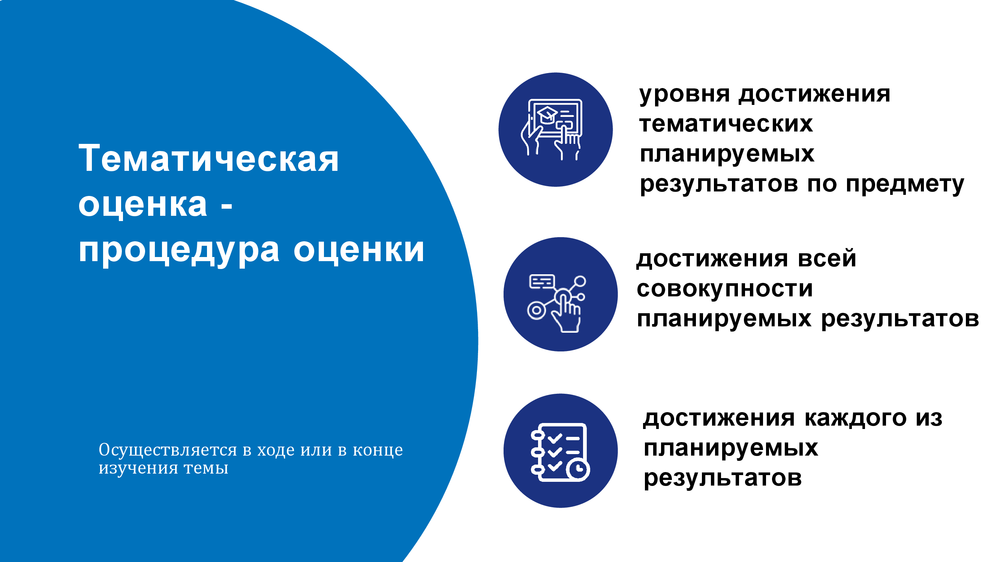 Тематическая
оценка -
процедура оценки
Осуществляется в ходе или в конце
изучения темы
уровня достижения
тематических
планируемых
результатов по предмету
достижения всей
совокупности
планируемых результатов
достижения каждого из
планируемых
результатов